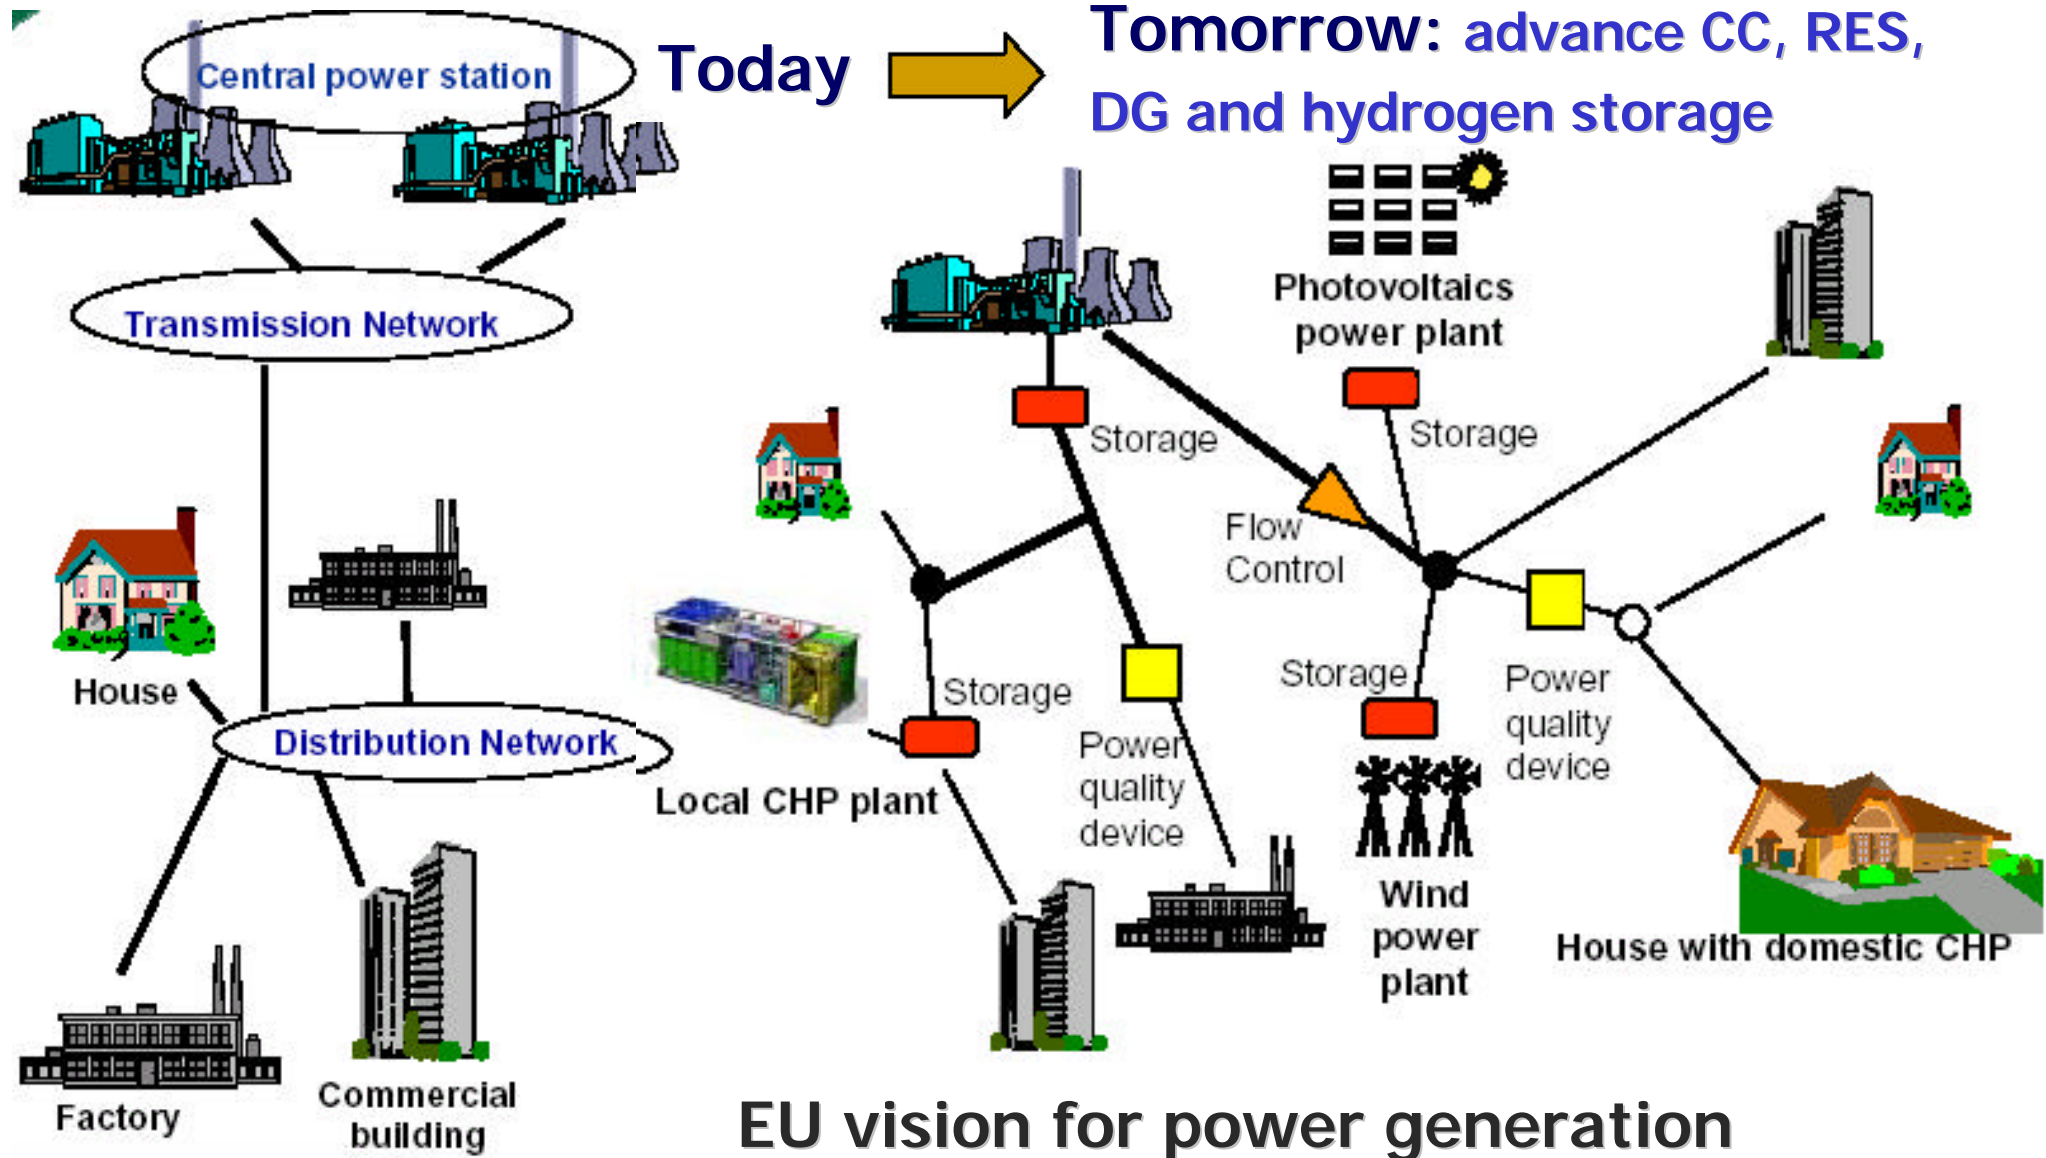 Central power station
Today
Tomorrow: advance CC, RES,
DG and hydrogen storage
Transmission Network
House
Distribution Network
Factory
Commercial
building
Photovoltaics
power plant
Storage
Storage
Flow
Control
Storage
Storage
Power
quality
device
Power
quality
device
Local CHP plant
Wind
power
plant
House with domestic CHP
EU vision for power generation